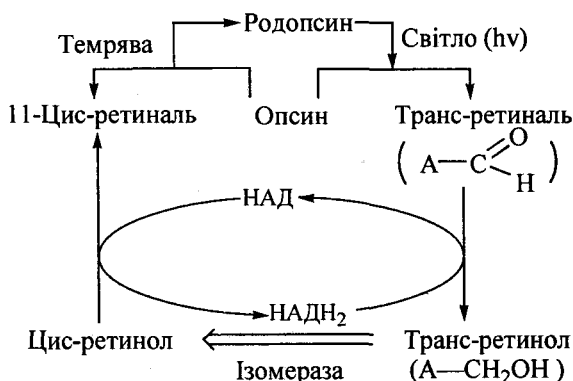 Родопсин
Темрява
Світло (hν)
11-Цис-ретиналь
Опсин
Транс-ретиналь
(A—C O H)
НАД
НАДН₂
Цис-ретинол
Транс-ретинол
Ізомераза
(А—CH₂OH)